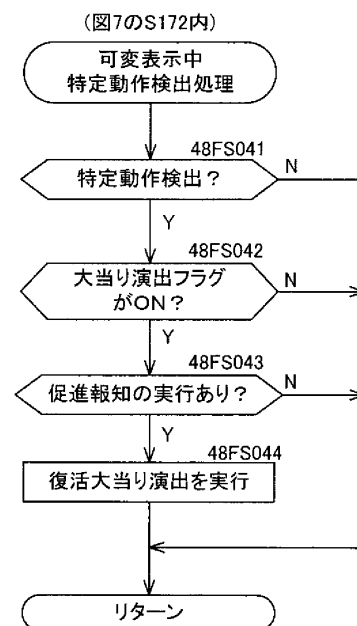 (図7のS172内)
可変表示中
特定動作検出処理
48FS041
特定動作検出?
N
Y
48FS042
大当り演出フラグ
がON?
N
Y
48FS043
促進報知の実行あり?
N
Y
48FS044
復活大当り演出を実行
リターン